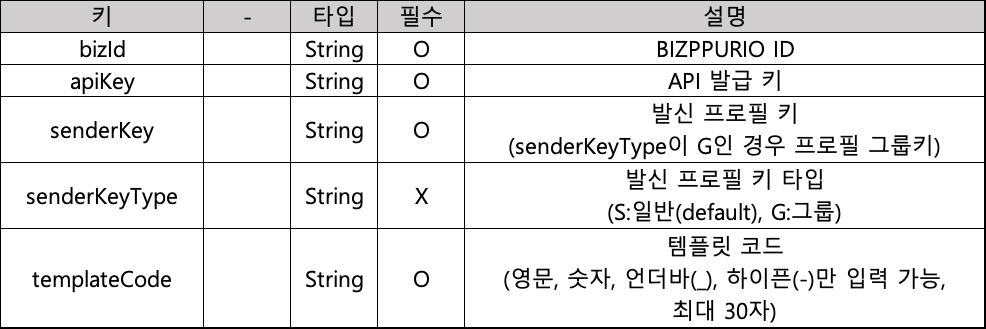 키 - 타입 필수 설명
bizId String O BIZPPURIO ID
apiKey String O API 발급 키
senderKey String O 발신 프로필 키
(senderKeyType이 G인 경우 프로필 그룹키)
senderKeyType String X 발신 프로필 키 타입
(S:일반(default), G:그룹)
templateCode String O 템플릿 코드
(영문, 숫자, 언더바(_), 하이픈(-)만 입력 가능,
최대 30자)